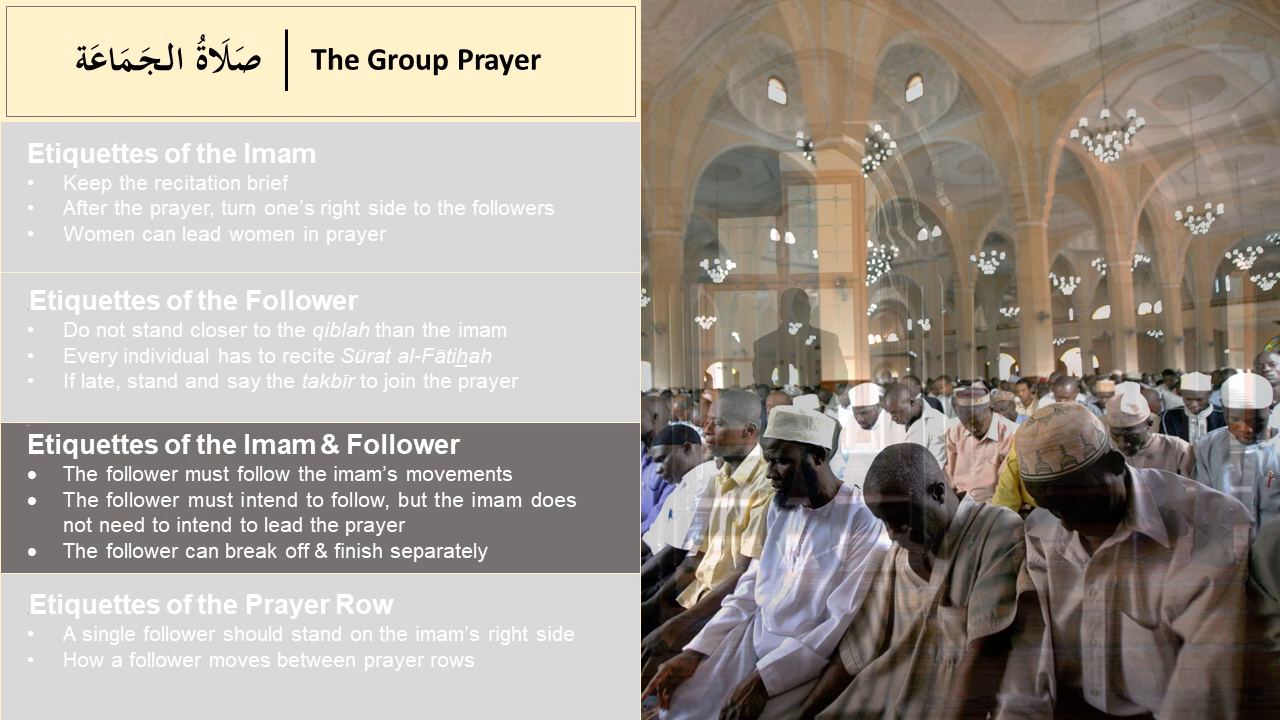 صَلَاةُ الجَمَاعَة | The Group Prayer
Etiquettes of the Imam
• Keep the recitation brief
• After the prayer, turn one’s right side to the followers
• Women can lead women in prayer
Etiquettes of the Follower
• Do not stand closer to the qiblah than the imam
• Every individual has to recite Sūrat al-Fātiḥah
• If late, stand and say the takbīr to join the prayer
Etiquettes of the Imam & Follower
• The follower must follow the imam’s movements
• The follower must intend to follow, but the imam does
not need to intend to lead the prayer
• The follower can break off & finish separately
Etiquettes of the Prayer Row
• A single follower should stand on the imam’s right side
• How a follower moves between prayer rows